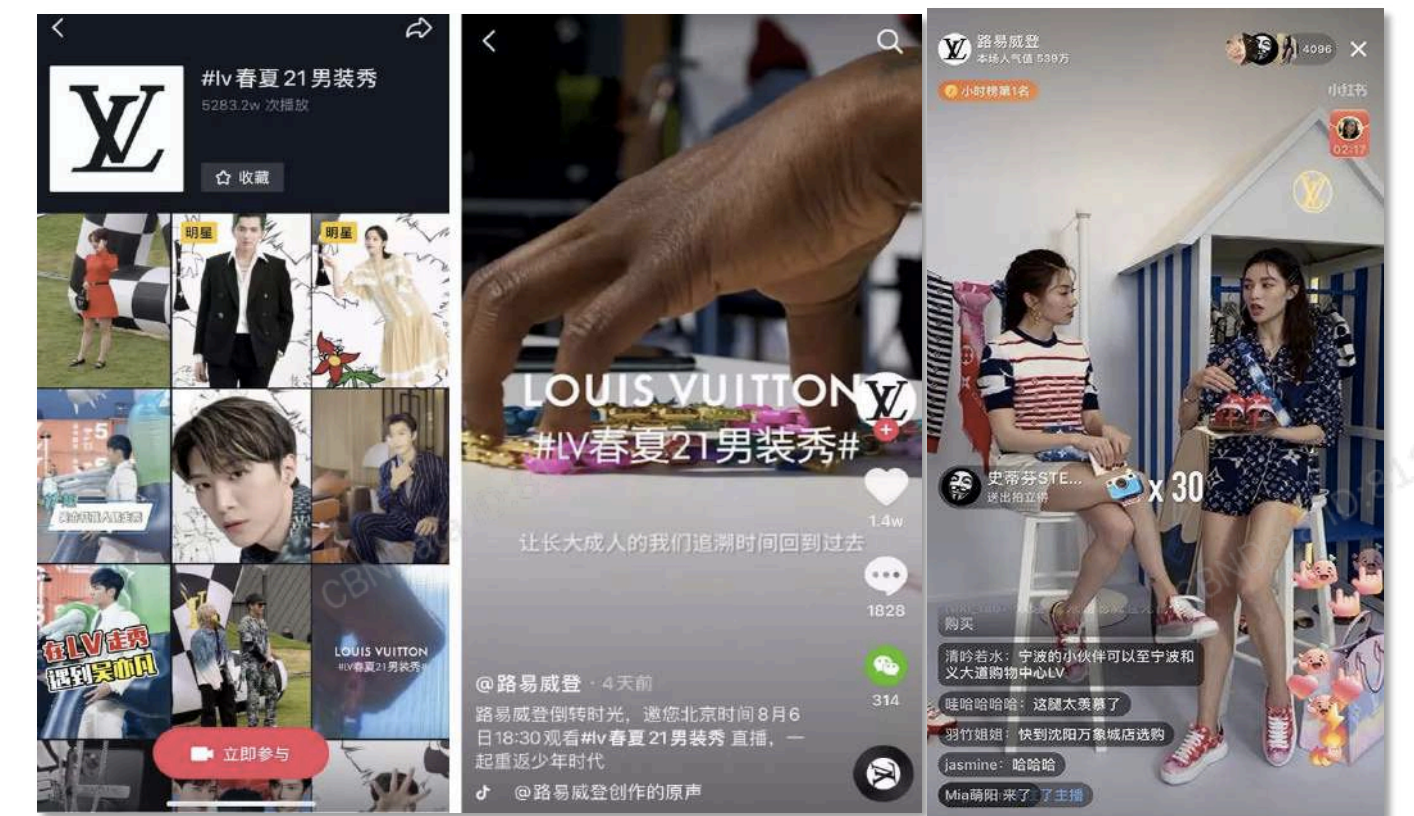 #lv春夏21男装秀
5283.2w 次播放
收藏
明星
明星
在LV走秀
遇到吴亦凡
LOUIS VUITTON
#LV春夏21男装秀#
立即参与
LOUIS VUITTON
#LV春夏21男装秀#
1.4w
让长大成人的我们追溯时间回到过去
1828
@路易威登 · 4天前
314
路易威登倒转时光，邀您北京时间8月6
日18:30观看#lv春夏21男装秀 直播，一
起重返少年时代
@路易威登创作的原声
路易威登
本场人气值 539万
4096
小时榜第1名
小红书
02:17
史蒂芬STE...
送出拍立得
x 30
购买
清吟若水：宁波的小伙伴可以至宁波和
义大道购物中心LV
哇哈哈哈哈：这腿太羡慕了
羽竹姐姐：快到沈阳万象城店选购
jasmine：哈哈哈
Mia萌阳 来了
了主播